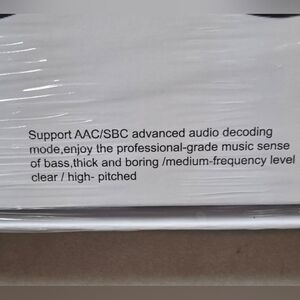 Support AAC/SBC advanced audio decoding
mode,enjoy the professional-grade music sense
of bass,thick and boring /medium-frequency level
clear / high- pitched